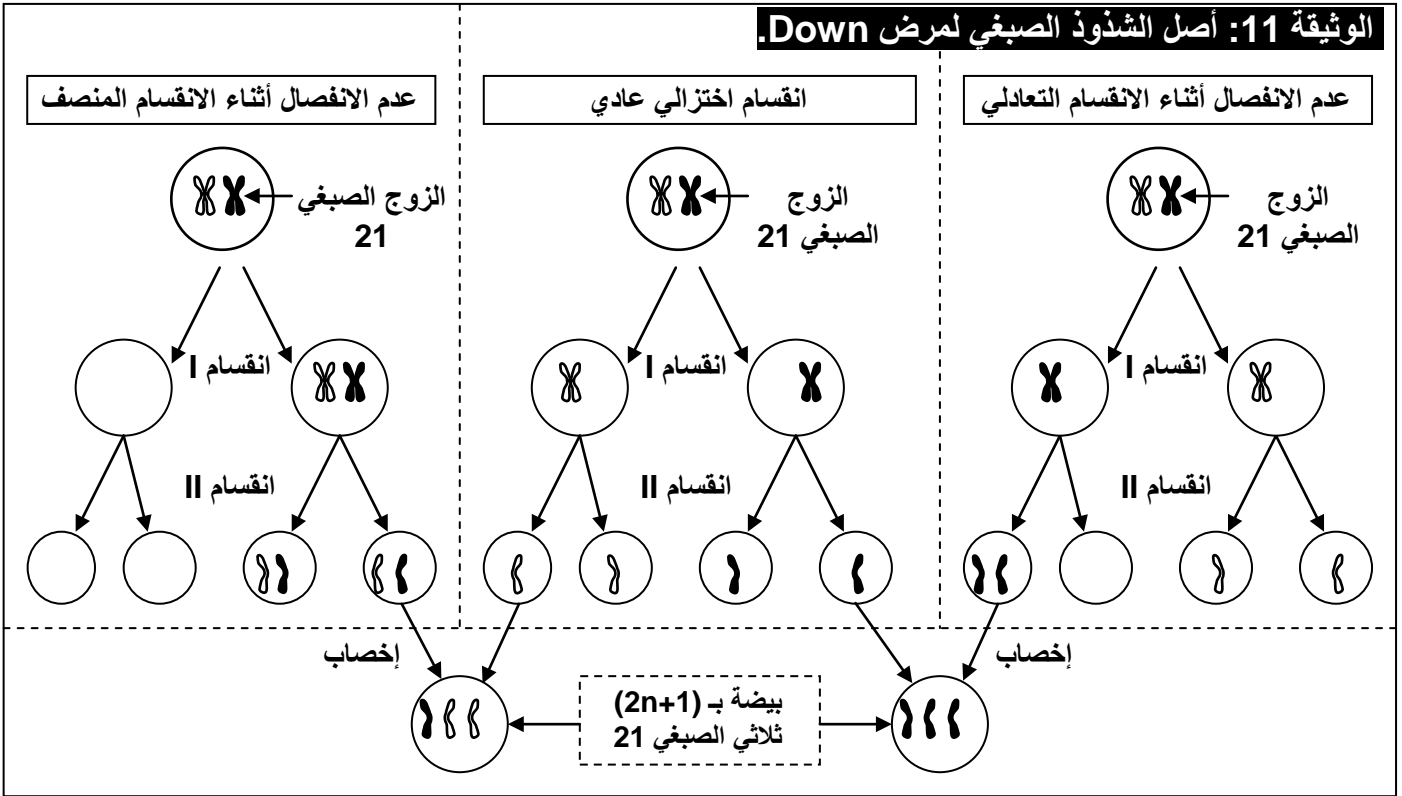 الوثيقة 11: أصل الشذوذ الصبغي لمرض Down.
عدم الانفصال أثناء الانقسام التعادلي
انقسام اختزالي عادي
عدم الانفصال أثناء الانقسام المنصف
الزوج
الصبغي 21
الزوج
الصبغي 21
الزوج الصبغي
21
انقسام I
انقسام I
انقسام I
انقسام II
انقسام II
انقسام II
إخصاب
إخصاب
بيضة بـ (2n+1)
ثلاثي الصبغي 21